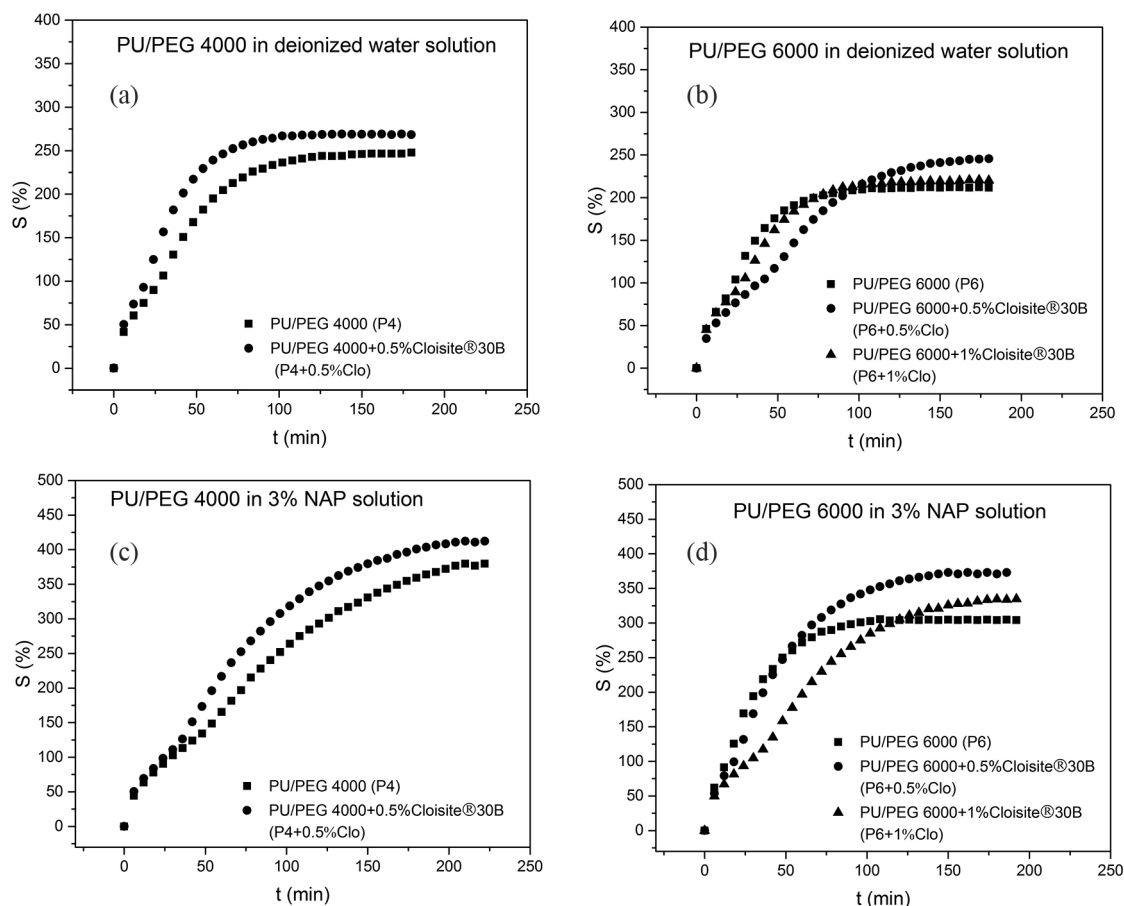 PU/PEG 4000 in deionized water solution
(a)
400
350
300
250
200
150
100
50
0
S (%)
PU/PEG 4000 (P4)
PU/PEG 4000+0.5%Cloisite®30B
(P4+0.5%Clo)
0 50 100 150 200 250
t (min)
PU/PEG 6000 in deionized water solution
(b)
400
350
300
250
200
150
100
50
0
S (%)
PU/PEG 6000 (P6)
PU/PEG 6000+0.5%Cloisite®30B
(P6+0.5%Clo)
PU/PEG 6000+1%Cloisite®30B
(P6+1%Clo)
0 50 100 150 200 250
t (min)
PU/PEG 4000 in 3% NAP solution
(c)
500
450
400
350
300
250
200
150
100
50
0
S (%)
PU/PEG 4000 (P4)
PU/PEG 4000+0.5%Cloisite®30B
(P4+0.5%Clo)
0 50 100 150 200 250
t (min)
PU/PEG 6000 in 3% NAP solution
(d)
500
450
400
350
300
250
200
150
100
50
0
S (%)
PU/PEG 6000 (P6)
PU/PEG 6000+0.5%Cloisite®30B
(P6+0.5%Clo)
PU/PEG 6000+1%Cloisite®30B
(P6+1%Clo)
0 50 100 150 200 250
t (min)